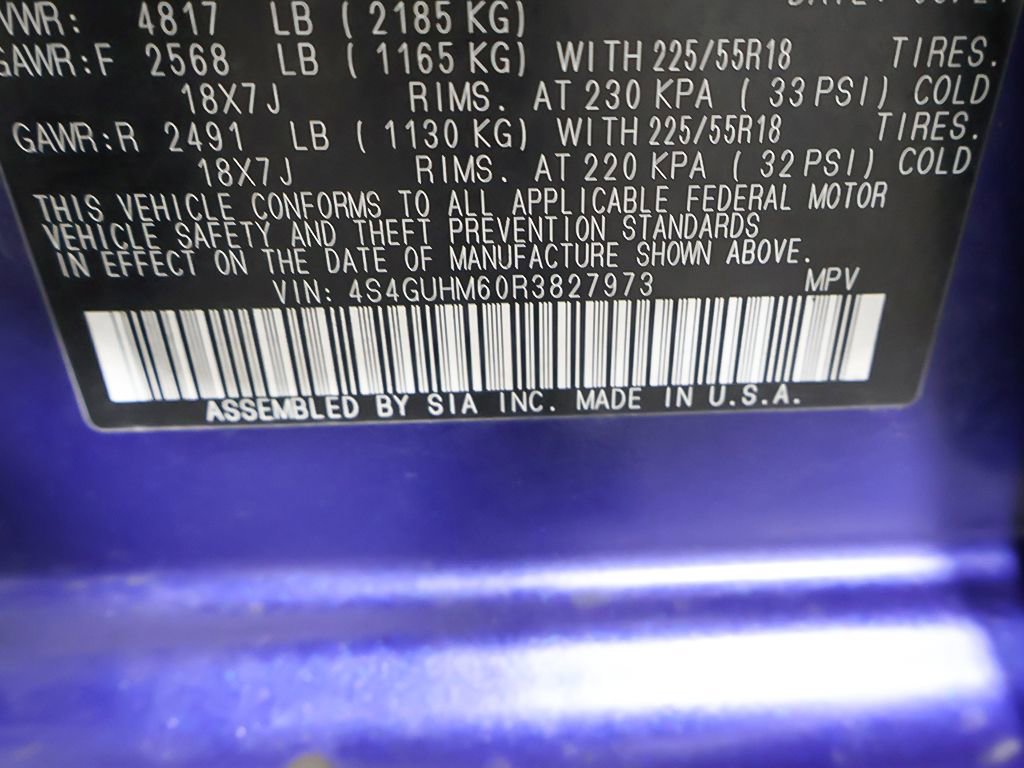 VWR: 4817 LB ( 2185 KG)
GAWR:F 2568 LB ( 1165 KG) WITH 225/55R18 TIRES.
18X7J RIMS. AT 230 KPA ( 33 PSI) COLD
GAWR:R 2491 LB ( 1130 KG) WITH 225/55R18 TIRES.
18X7J RIMS. AT 220 KPA ( 32 PSI) COLD
THIS VEHICLE CONFORMS TO ALL APPLICABLE FEDERAL MOTOR
VEHICLE SAFETY AND THEFT PREVENTION STANDARDS
IN EFFECT ON THE DATE OF MANUFACTURE SHOWN ABOVE.
VIN: 4S4GUHM60R3827973 MPV
ASSEMBLED BY SIA INC. MADE IN U.S.A.